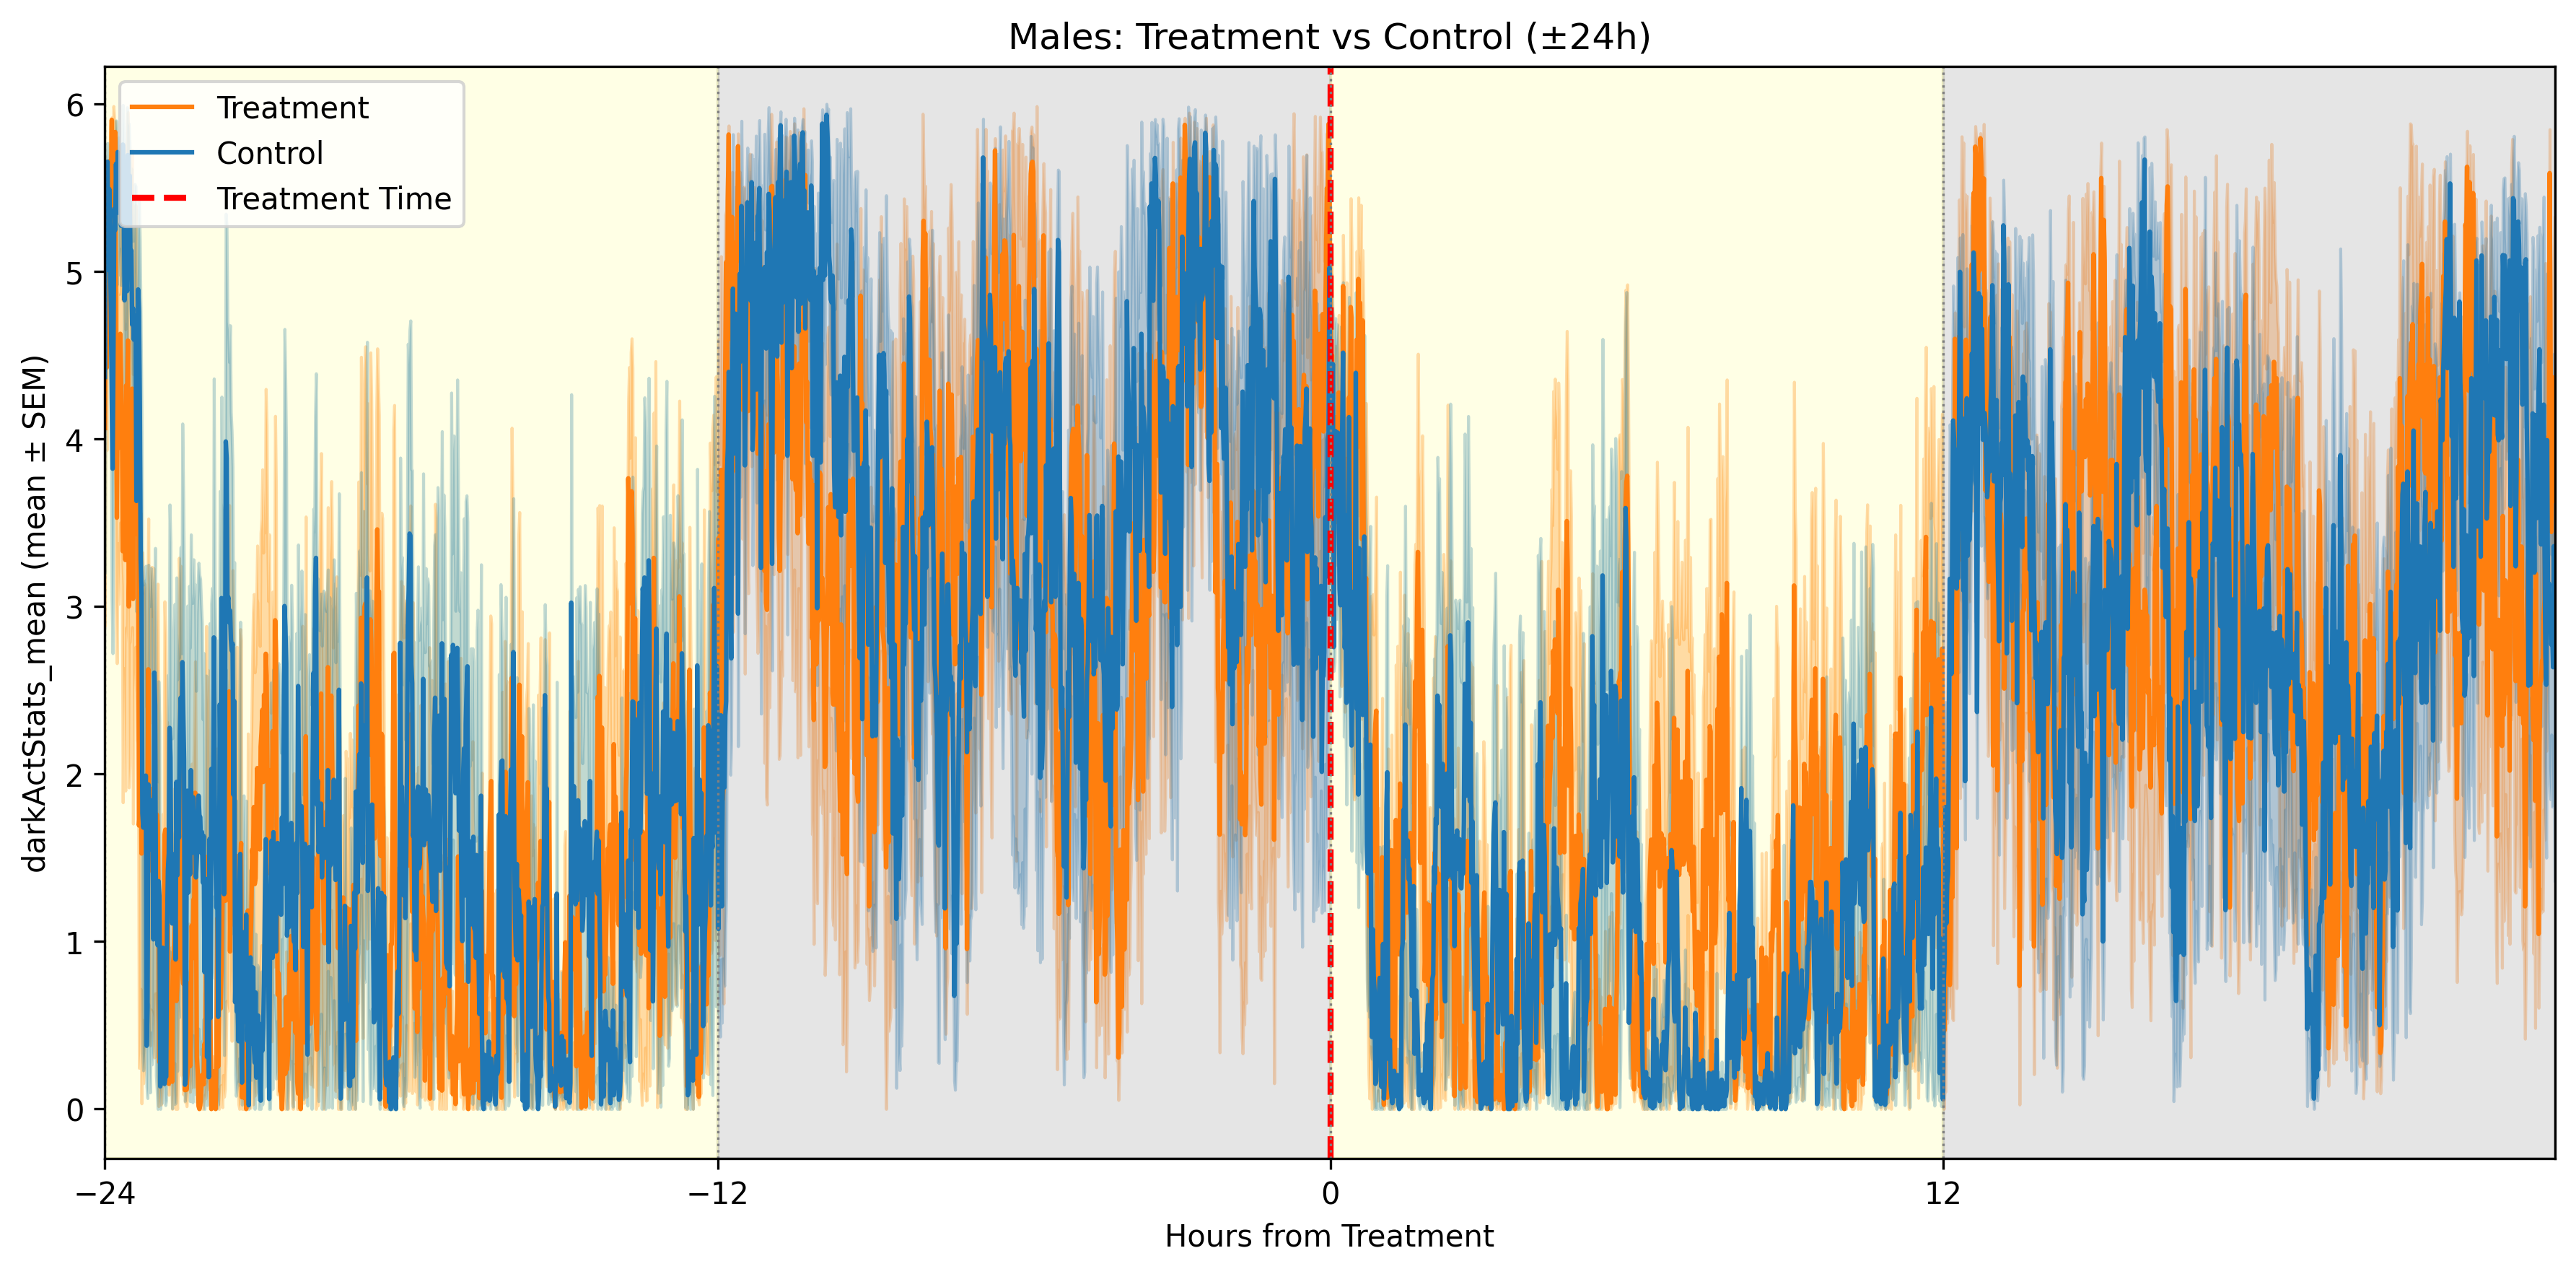 Males: Treatment vs Control (±24h)
Treatment
Control
Treatment Time
darkActStats_mean (mean ± SEM)
6
5
4
3
2
1
0
−24
−12
0
12
Hours from Treatment